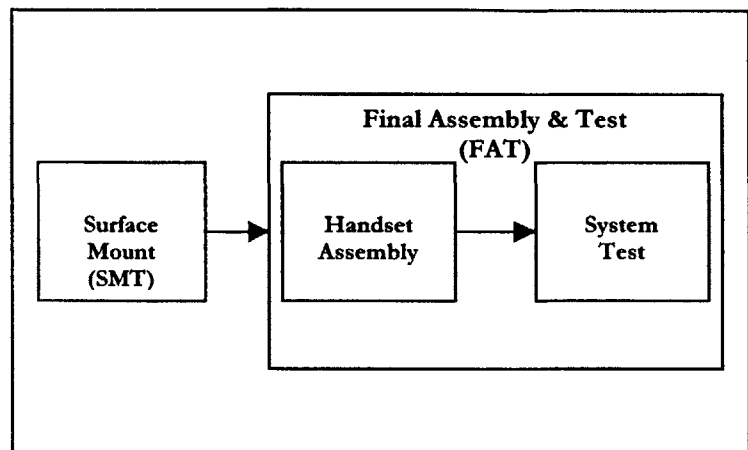 Final Assembly & Test
(FAT)
Surface
Mount
(SMT)
Handset
Assembly
System
Test